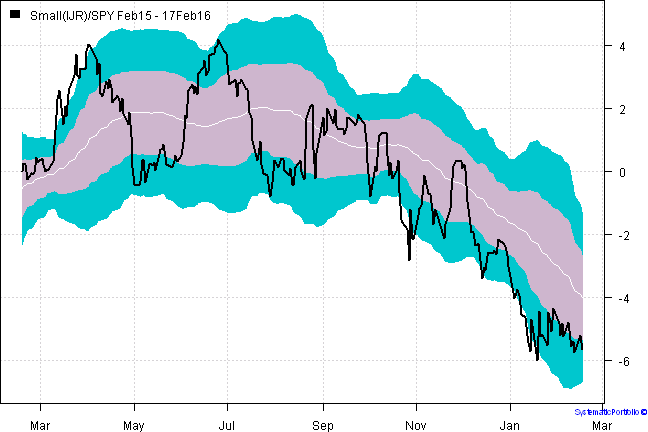 Small(IJR)/SPY Feb15 - 17Feb16
4
2
0
-2
-4
-6
Mar
May
Jul
Sep
Nov
Jan
Mar
SystematicPortfolio ©